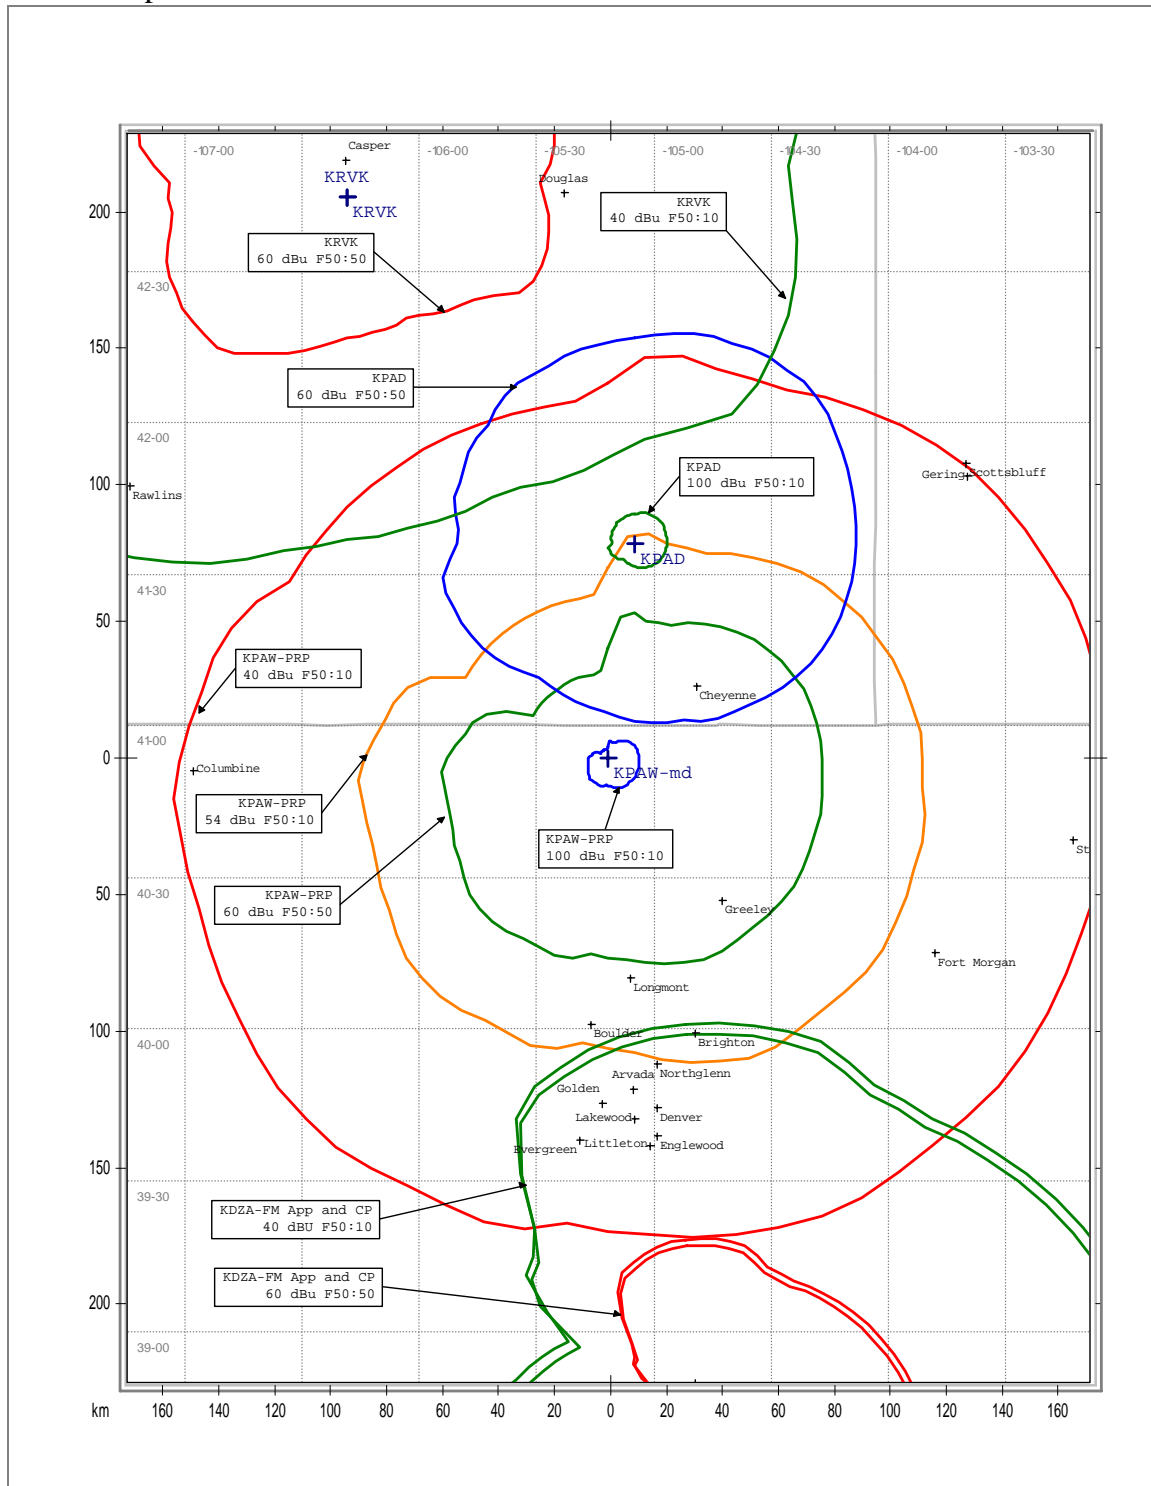 -107-00
-106-00
-105-30
-105-00
-104-30
-104-00
-103-30
Casper
KRVK
KRVK
Douglas
KRVK
40 dBu F50:10
200
KRVK
60 dBu F50:50
42-30
150
KPAD
60 dBu F50:50
42-00
KPAD
100 dBu F50:10
Gering
Scottsbluff
100
Rawlins
KPAD
41-30
50
KPAW-PRP
40 dBu F50:10
Cheyenne
41-00
0
Columbine
KPAW-md
KPAW-PRP
54 dBu F50:10
KPAW-PRP
100 dBu F50:10
St
40-30
50
KPAW-PRP
60 dBu F50:50
Greeley
Fort Morgan
Longmont
100
Boulder
Brighton
40-00
Arvada
Northglenn
Golden
Lakewood
Denver
Evergreen
Littleton
Englewood
150
39-30
KDZA-FM App and CP
40 dBU F50:10
KDZA-FM App and CP
60 dBu F50:50
200
39-00
km
160
120
100
80
60
40
20
0
20
40
60
80
100
120
140
160